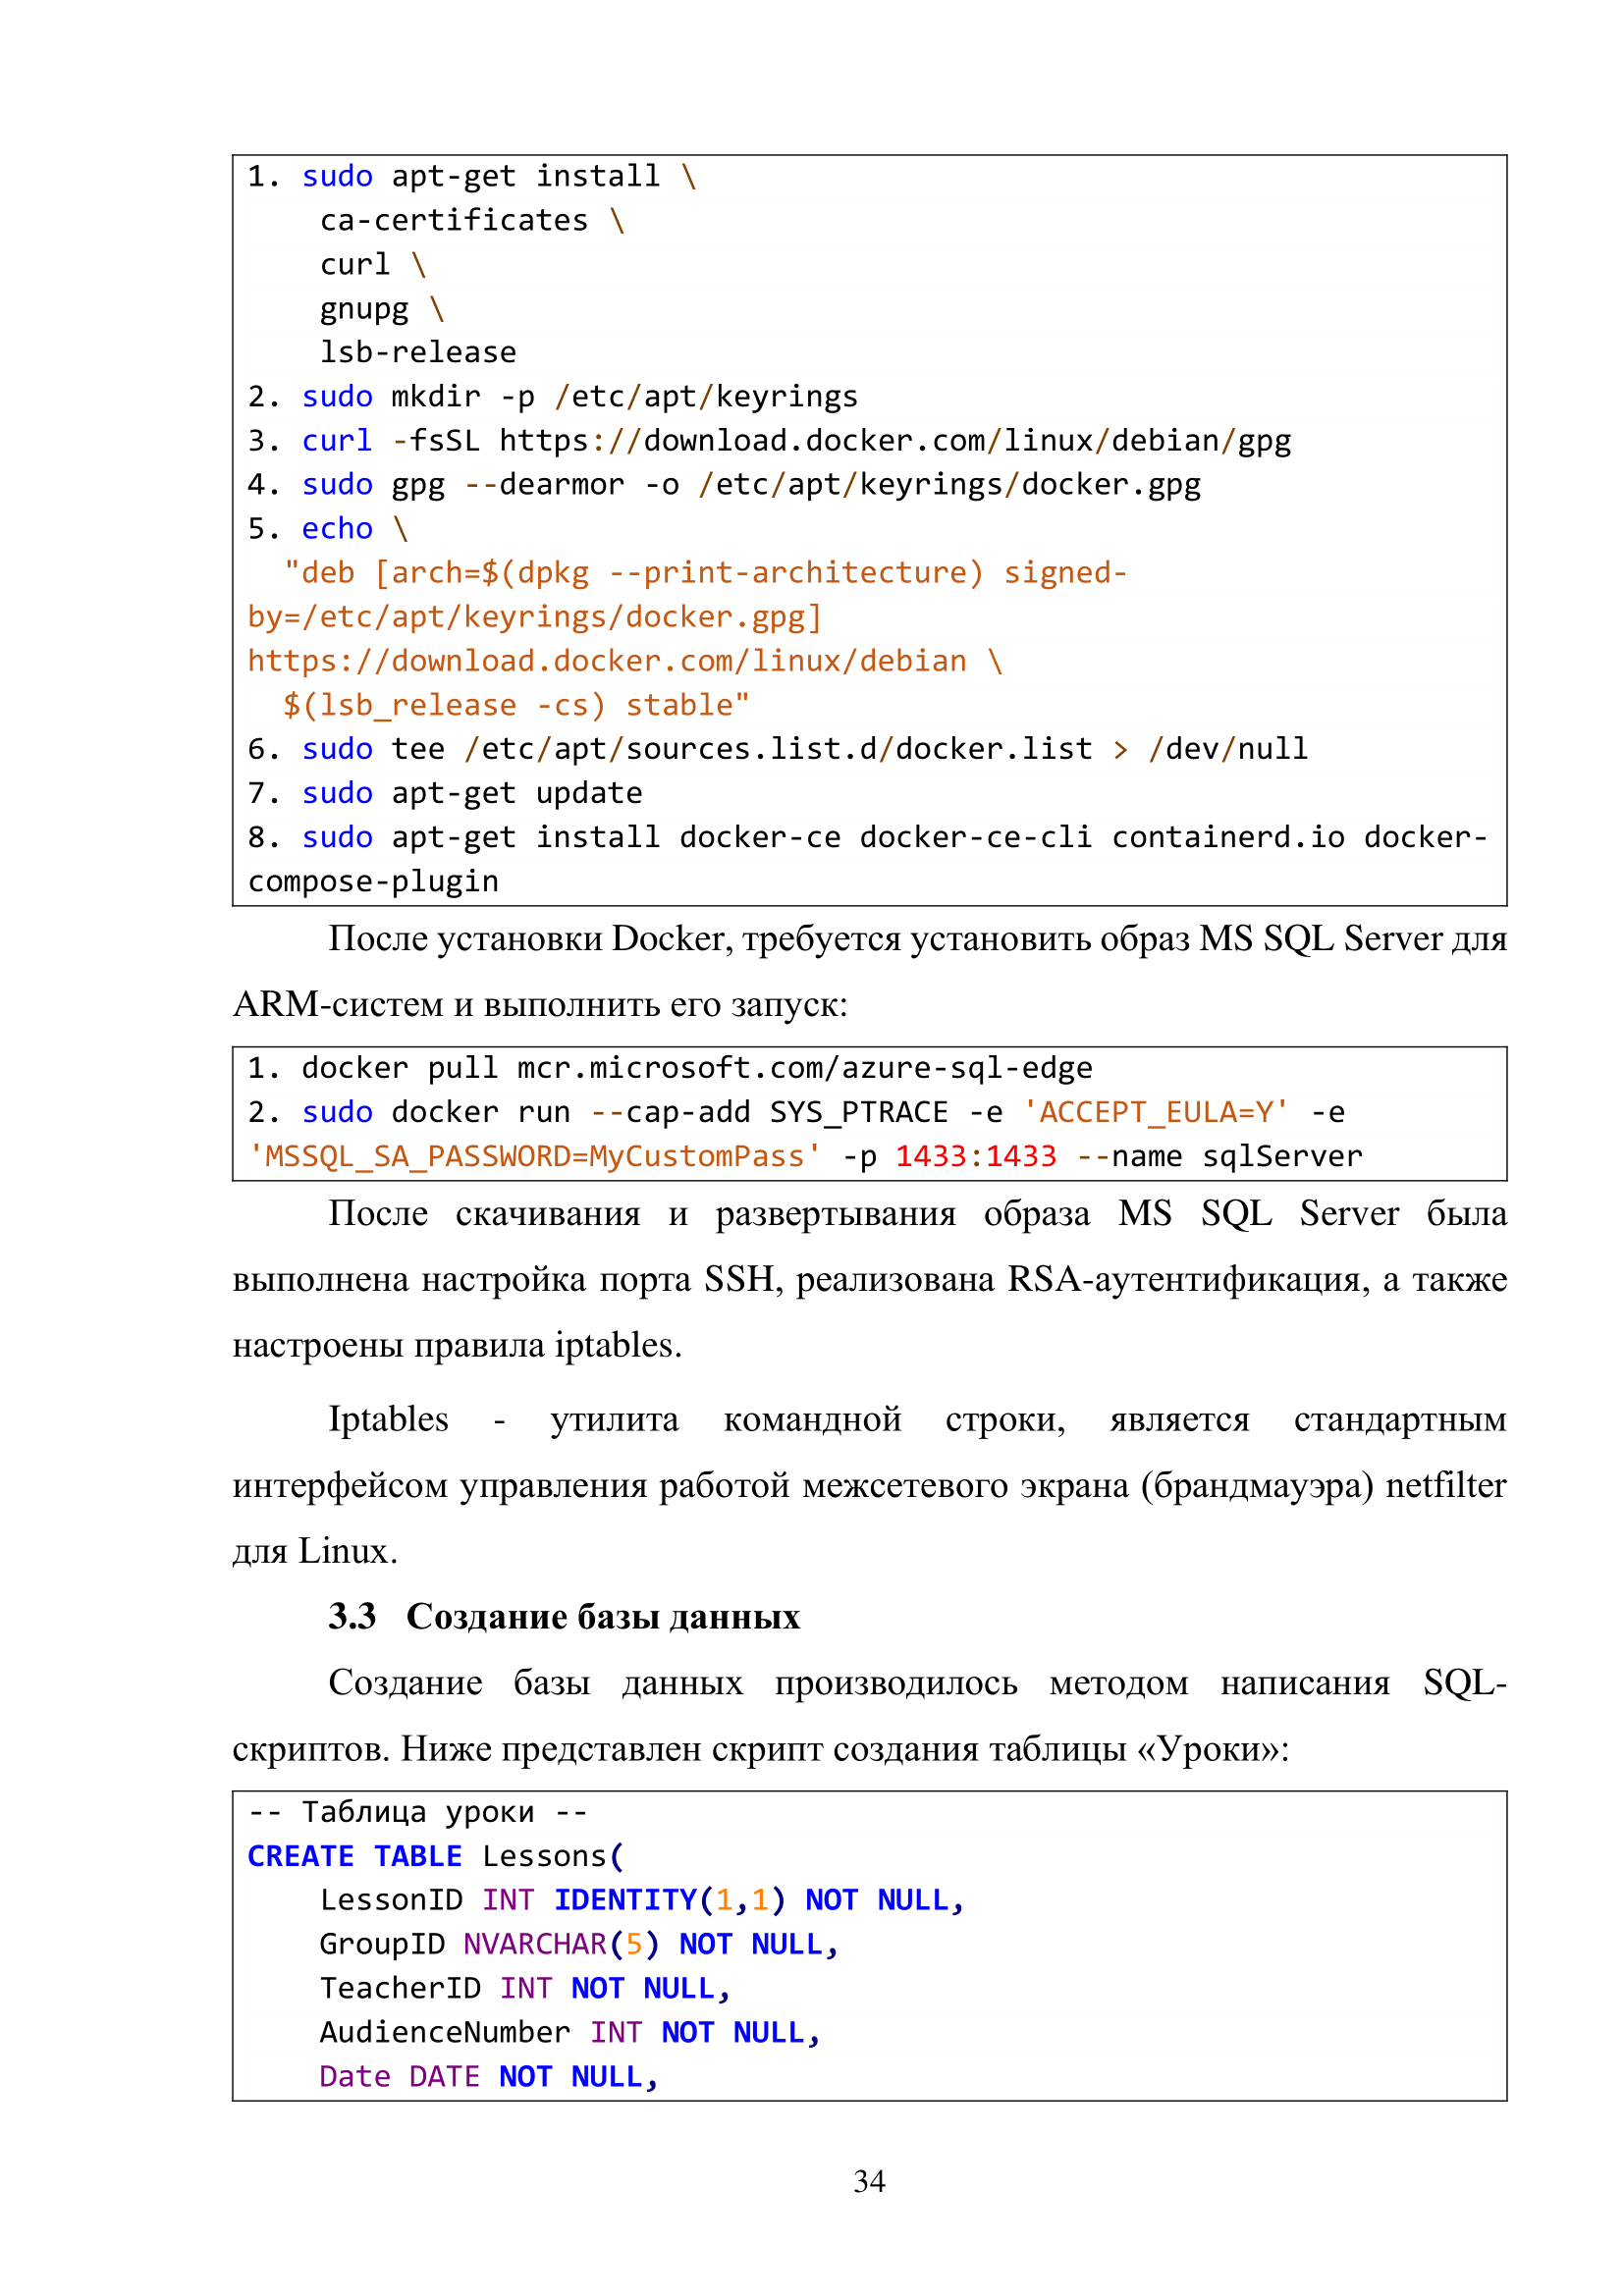 1. sudo apt-get install \
    ca-certificates \
    curl \
    gnupg \
    lsb-release
2. sudo mkdir -p /etc/apt/keyrings
3. curl -fsSL https://download.docker.com/linux/debian/gpg
4. sudo gpg --dearmor -o /etc/apt/keyrings/docker.gpg
5. echo \
  "deb [arch=$(dpkg --print-architecture) signed-
by=/etc/apt/keyrings/docker.gpg]
https://download.docker.com/linux/debian \
  $(lsb_release -cs) stable"
6. sudo tee /etc/apt/sources.list.d/docker.list > /dev/null
7. sudo apt-get update
8. sudo apt-get install docker-ce docker-ce-cli containerd.io docker-
compose-plugin
После установки Docker, требуется установить образ MS SQL Server для
ARM-систем и выполнить его запуск:
1. docker pull mcr.microsoft.com/azure-sql-edge
2. sudo docker run --cap-add SYS_PTRACE -e 'ACCEPT_EULA=Y' -e
'MSSQL_SA_PASSWORD=MyCustomPass' -p 1433:1433 --name sqlServer
После скачивания и развертывания образа MS SQL Server была
выполнена настройка порта SSH, реализована RSA-аутентификация, а также
настроены правила iptables.
Iptables - утилита командной строки, является стандартным
интерфейсом управления работой межсетевого экрана (брандмауэра) netfilter
для Linux.
3.3 Создание базы данных
Создание базы данных производилось методом написания SQL-
скриптов. Ниже представлен скрипт создания таблицы «Уроки»:
-- Таблица уроки --
CREATE TABLE Lessons(
    LessonID INT IDENTITY(1,1) NOT NULL,
    GroupID NVARCHAR(5) NOT NULL,
    TeacherID INT NOT NULL,
    AudienceNumber INT NOT NULL,
    Date DATE NOT NULL,
34